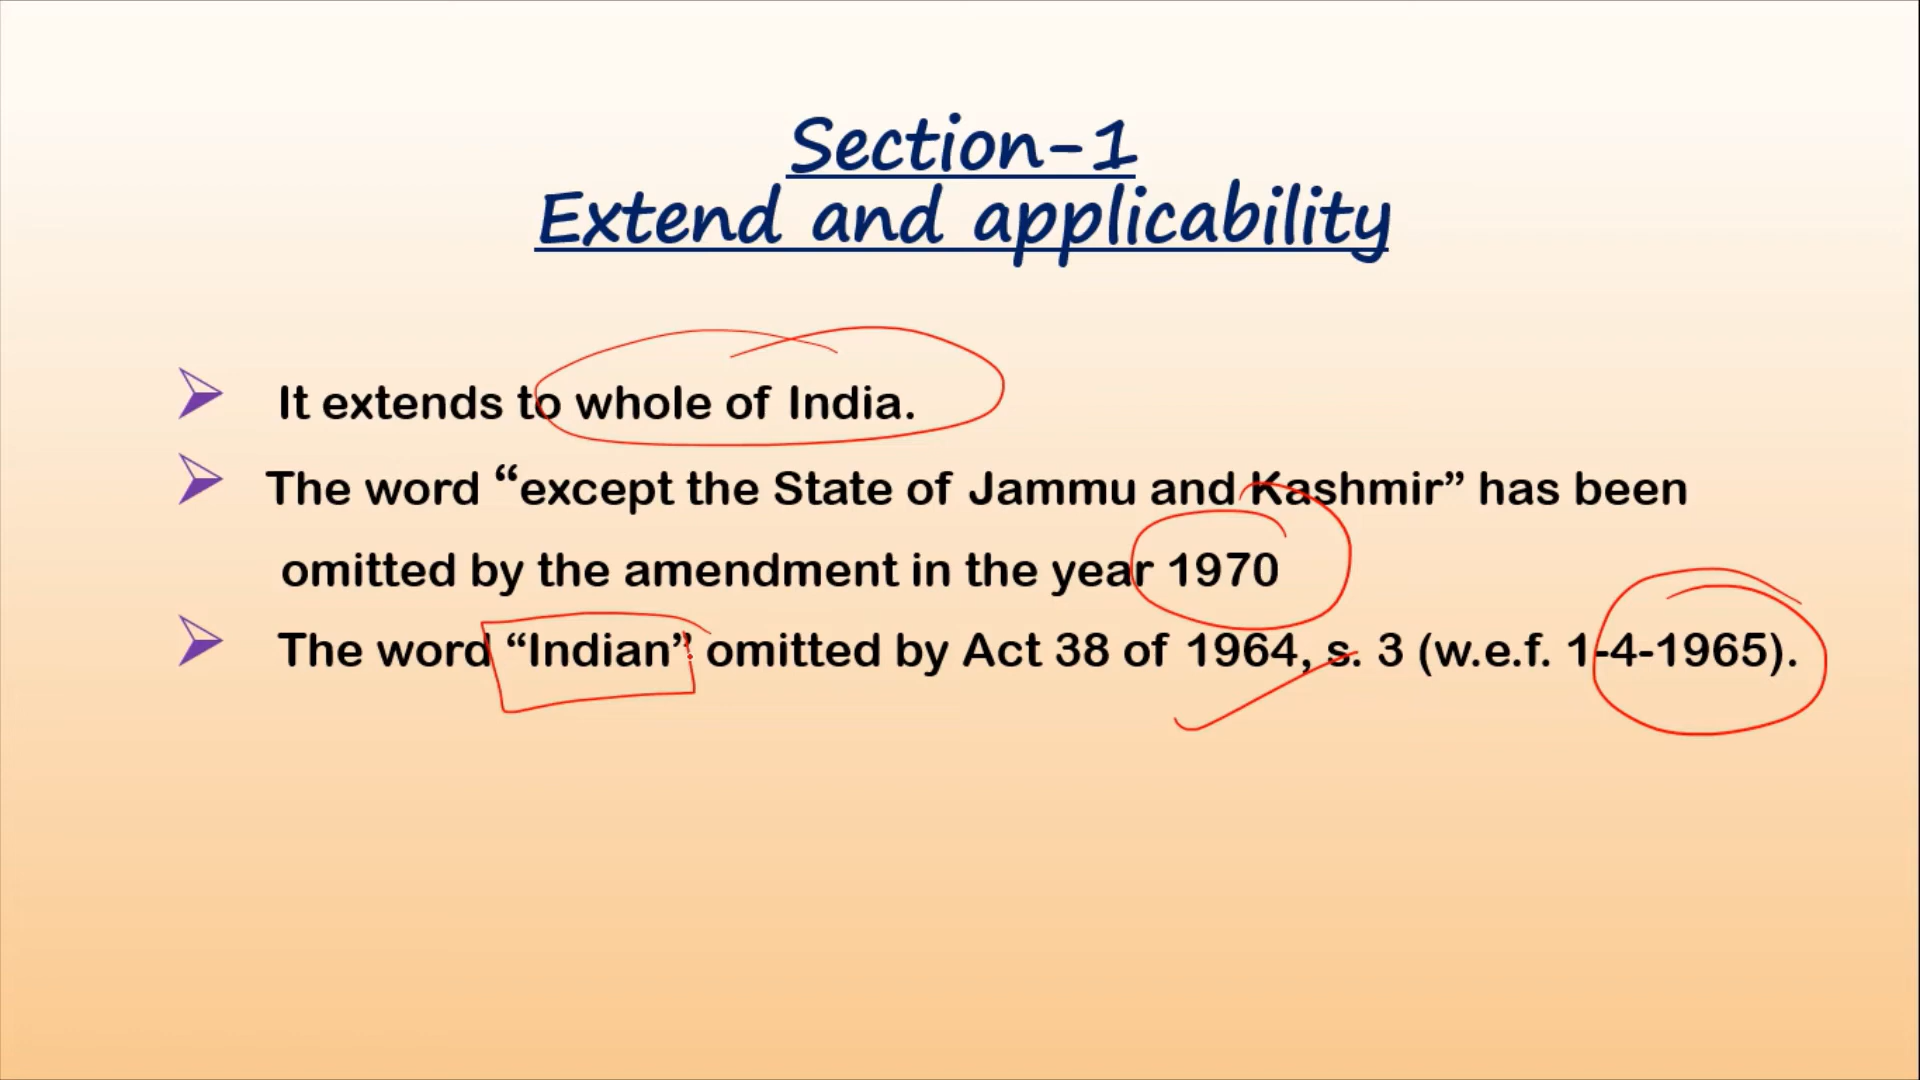 Section-1
Extend and applicability
It extends to whole of India.
The word “except the State of Jammu and Kashmir” has been
omitted by the amendment in the year 1970
The word “Indian” omitted by Act 38 of 1964, s. 3 (w.e.f. 1-4-1965).